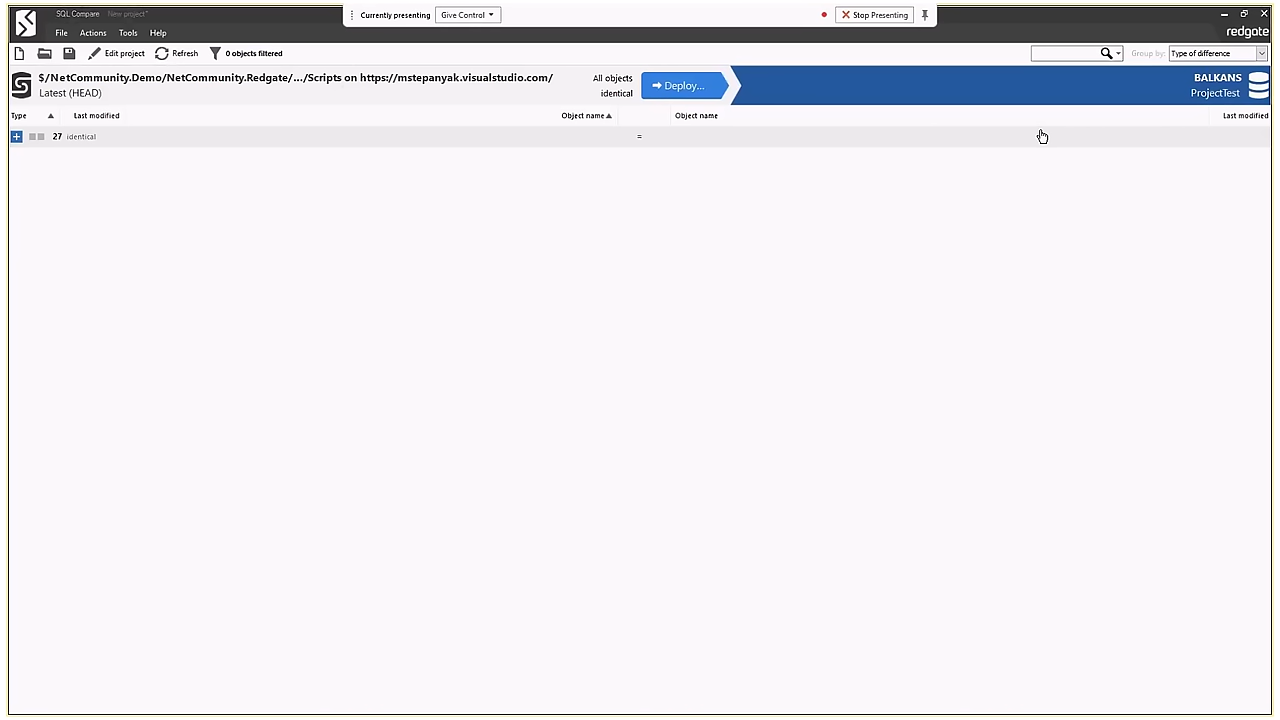 SQL Compare New project*
Currently presenting Give Control Stop Presenting
File Actions Tools Help
redgate
Edit project Refresh 0 objects filtered Group by: Type of difference
$/NetCommunity.Demo/NetCommunity.Redgate/.../Scripts on https://mstepanyak.visualstudio.com/
Latest (HEAD)
All objects
identical
Deploy...
BALKANS
ProjectTest
Type Last modified Object name Object name Last modified
27 identical =